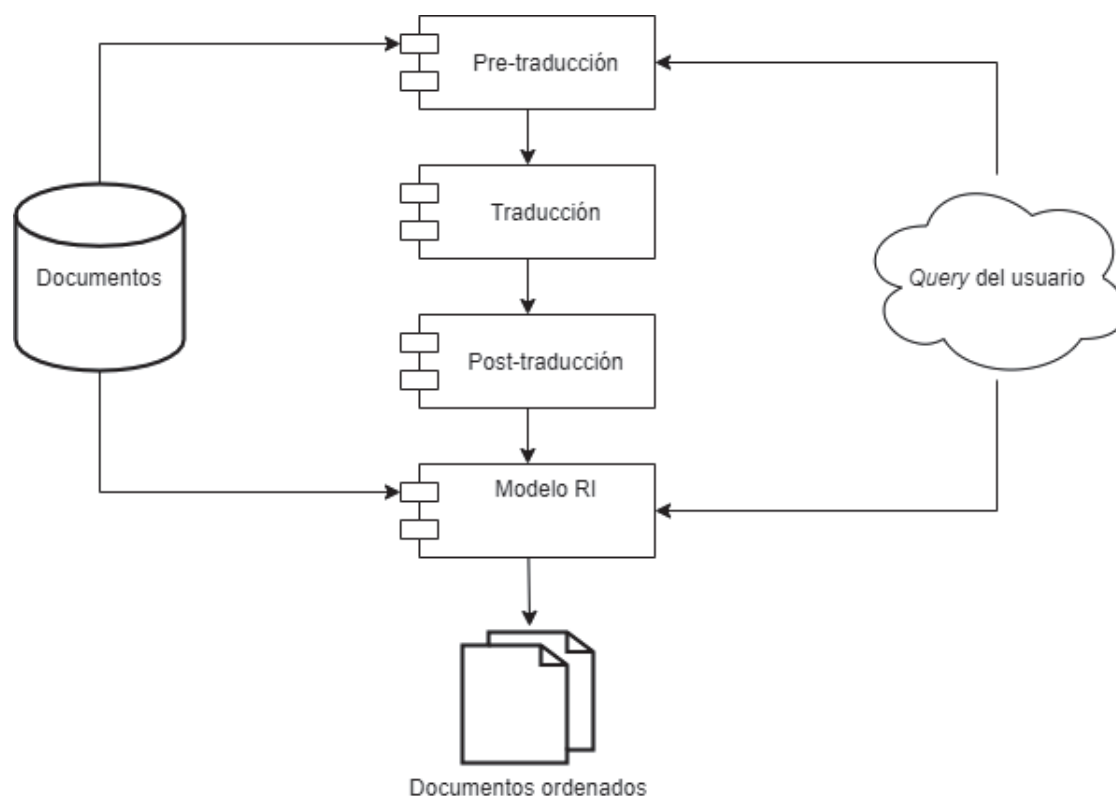 Pre-traducción
Traducción
Documentos
Query del usuario
Post-traducción
Modelo RI
Documentos ordenados